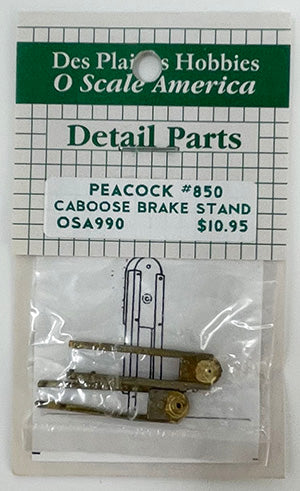 Des Plaines Hobbies
O Scale America
Detail Parts
PEACOCK #850
CABOOSE BRAKE STAND
OSA990 $10.95